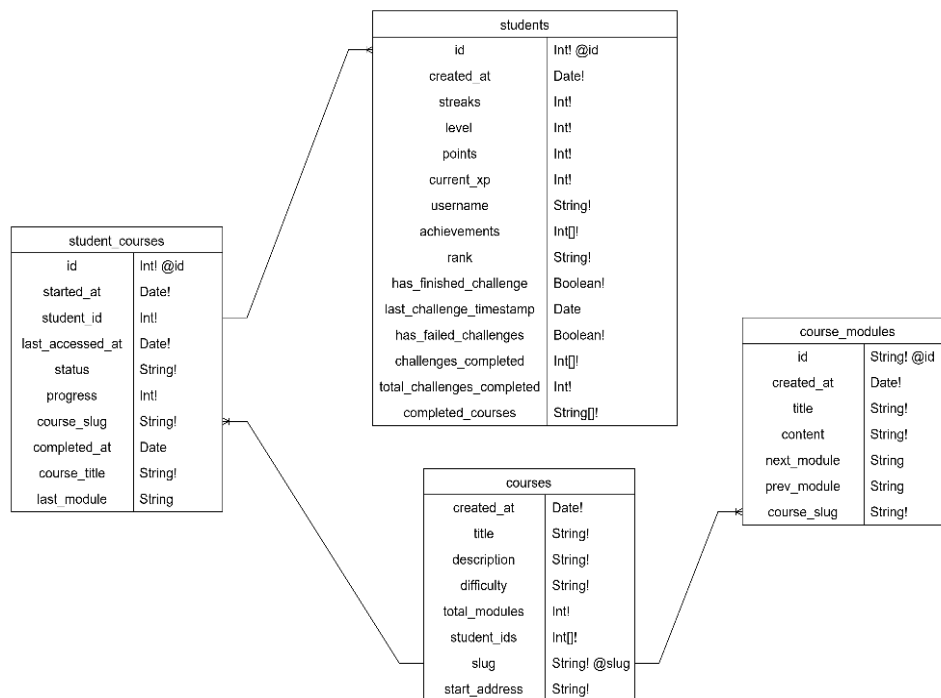 students
id Int! @id
created_at Date!
streaks Int!
level Int!
points Int!
current_xp Int!
username String!
achievements Int[]!
rank String!
has_finished_challenge Boolean!
last_challenge_timestamp Date
has_failed_challenges Boolean!
challenges_completed Int[]!
total_challenges_completed Int!
completed_courses String[]!
student_courses
id Int! @id
started_at Date!
student_id Int!
last_accessed_at Date!
status String!
progress Int!
course_slug String!
completed_at Date
course_title String!
last_module String
course_modules
id String! @id
created_at Date!
title String!
content String!
next_module String
prev_module String
course_slug String!
courses
created_at Date!
title String!
description String!
difficulty String!
total_modules Int!
student_ids Int[]!
slug String! @slug
start_address String!